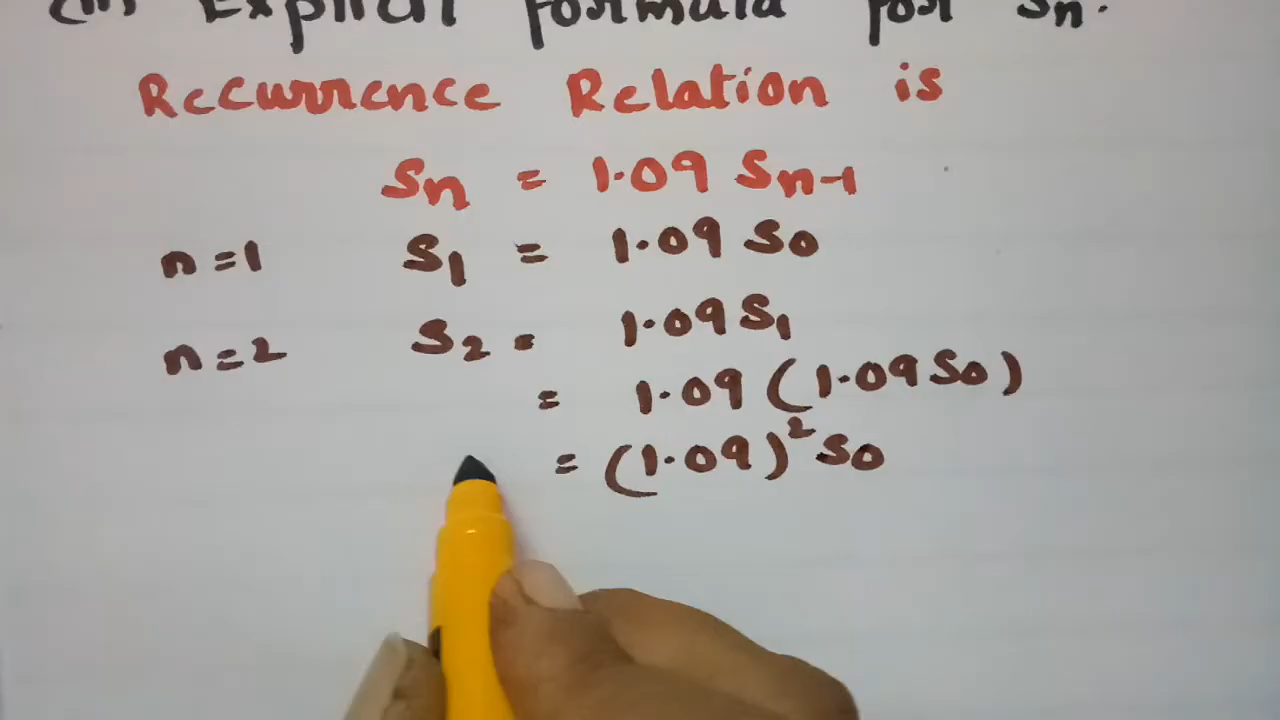 (ii) Explicit formula for Sn.
Recurrence Relation is
Sn = 1.09 Sn-1
n=1 S1 = 1.09 S0
n=2 S2 = 1.09 S1
= 1.09 (1.09 S0)
= (1.09)² S0